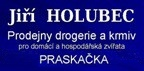 Jiří HOLUBEC
Prodejny drogerie a krmiv
pro domácí a hospodářská zvířata
PRASKAČKA